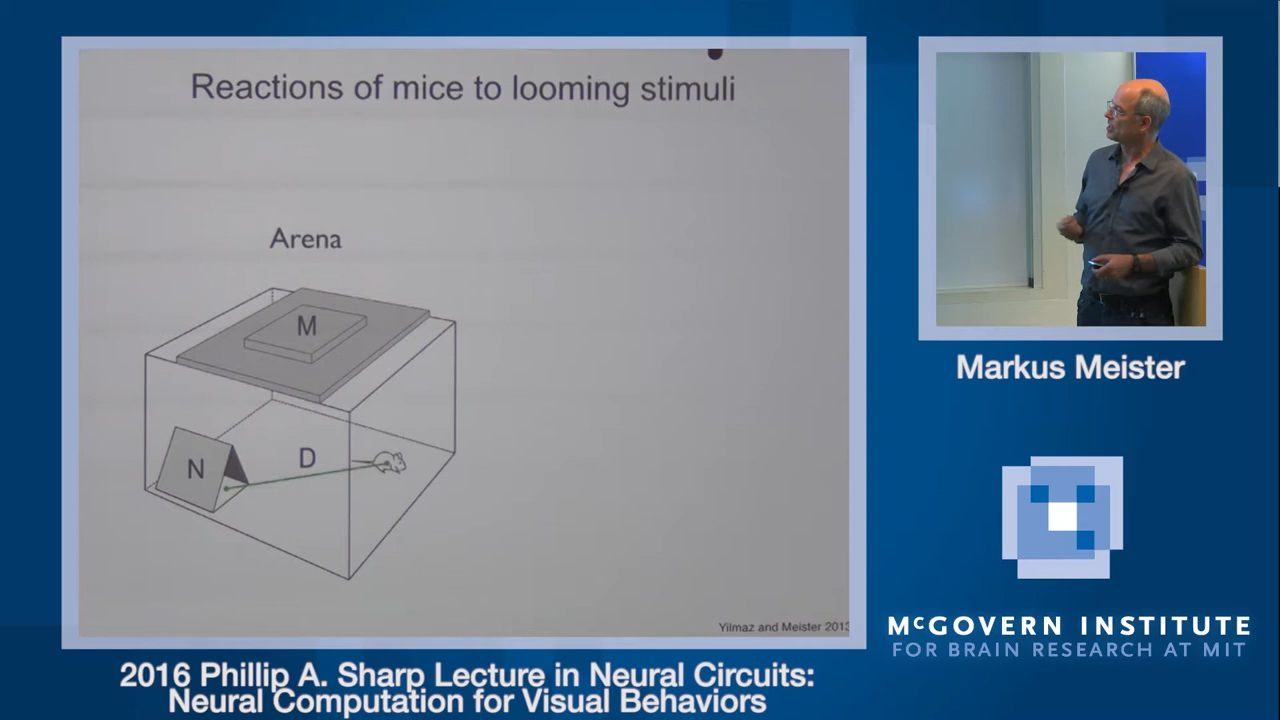 Reactions of mice to looming stimuli
Arena
M
N
D
Yilmaz and Meister 2013
Markus Meister
McGOVERN INSTITUTE
FOR BRAIN RESEARCH AT MIT
2016 Phillip A. Sharp Lecture in Neural Circuits:
Neural Computation for Visual Behaviors